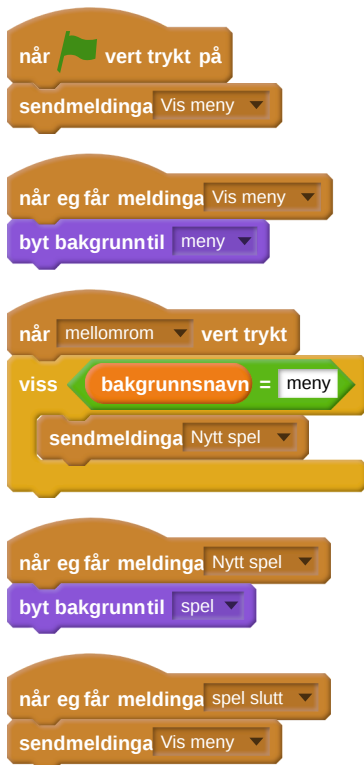 når vert trykt på
sendmeldinga Vis meny
når eg får meldinga Vis meny
byt bakgrunntil meny
når mellomrom vert trykt
viss bakgrunnsnavn = meny
sendmeldinga Nytt spel
når eg får meldinga Nytt spel
byt bakgrunntil spel
når eg får meldinga spel slutt
sendmeldinga Vis meny